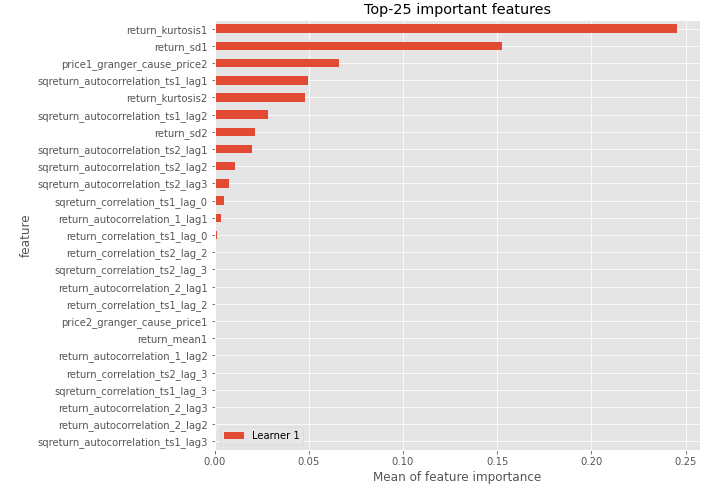 Top-25 important features
return_kurtosis1
return_sd1
price1_granger_cause_price2
sqreturn_autocorrelation_ts1_lag1
return_kurtosis2
sqreturn_autocorrelation_ts1_lag2
return_sd2
sqreturn_autocorrelation_ts2_lag1
sqreturn_autocorrelation_ts2_lag2
sqreturn_autocorrelation_ts2_lag3
sqreturn_correlation_ts1_lag_0
return_autocorrelation_1_lag1
return_correlation_ts1_lag_0
return_correlation_ts2_lag_2
sqreturn_correlation_ts2_lag_3
return_autocorrelation_2_lag1
return_correlation_ts1_lag_2
price2_granger_cause_price1
return_mean1
return_autocorrelation_1_lag2
return_correlation_ts2_lag_3
sqreturn_correlation_ts1_lag_3
return_autocorrelation_2_lag3
return_autocorrelation_2_lag2
sqreturn_autocorrelation_ts1_lag3
feature
Learner 1
0.00 0.05 0.10 0.15 0.20 0.25
Mean of feature importance